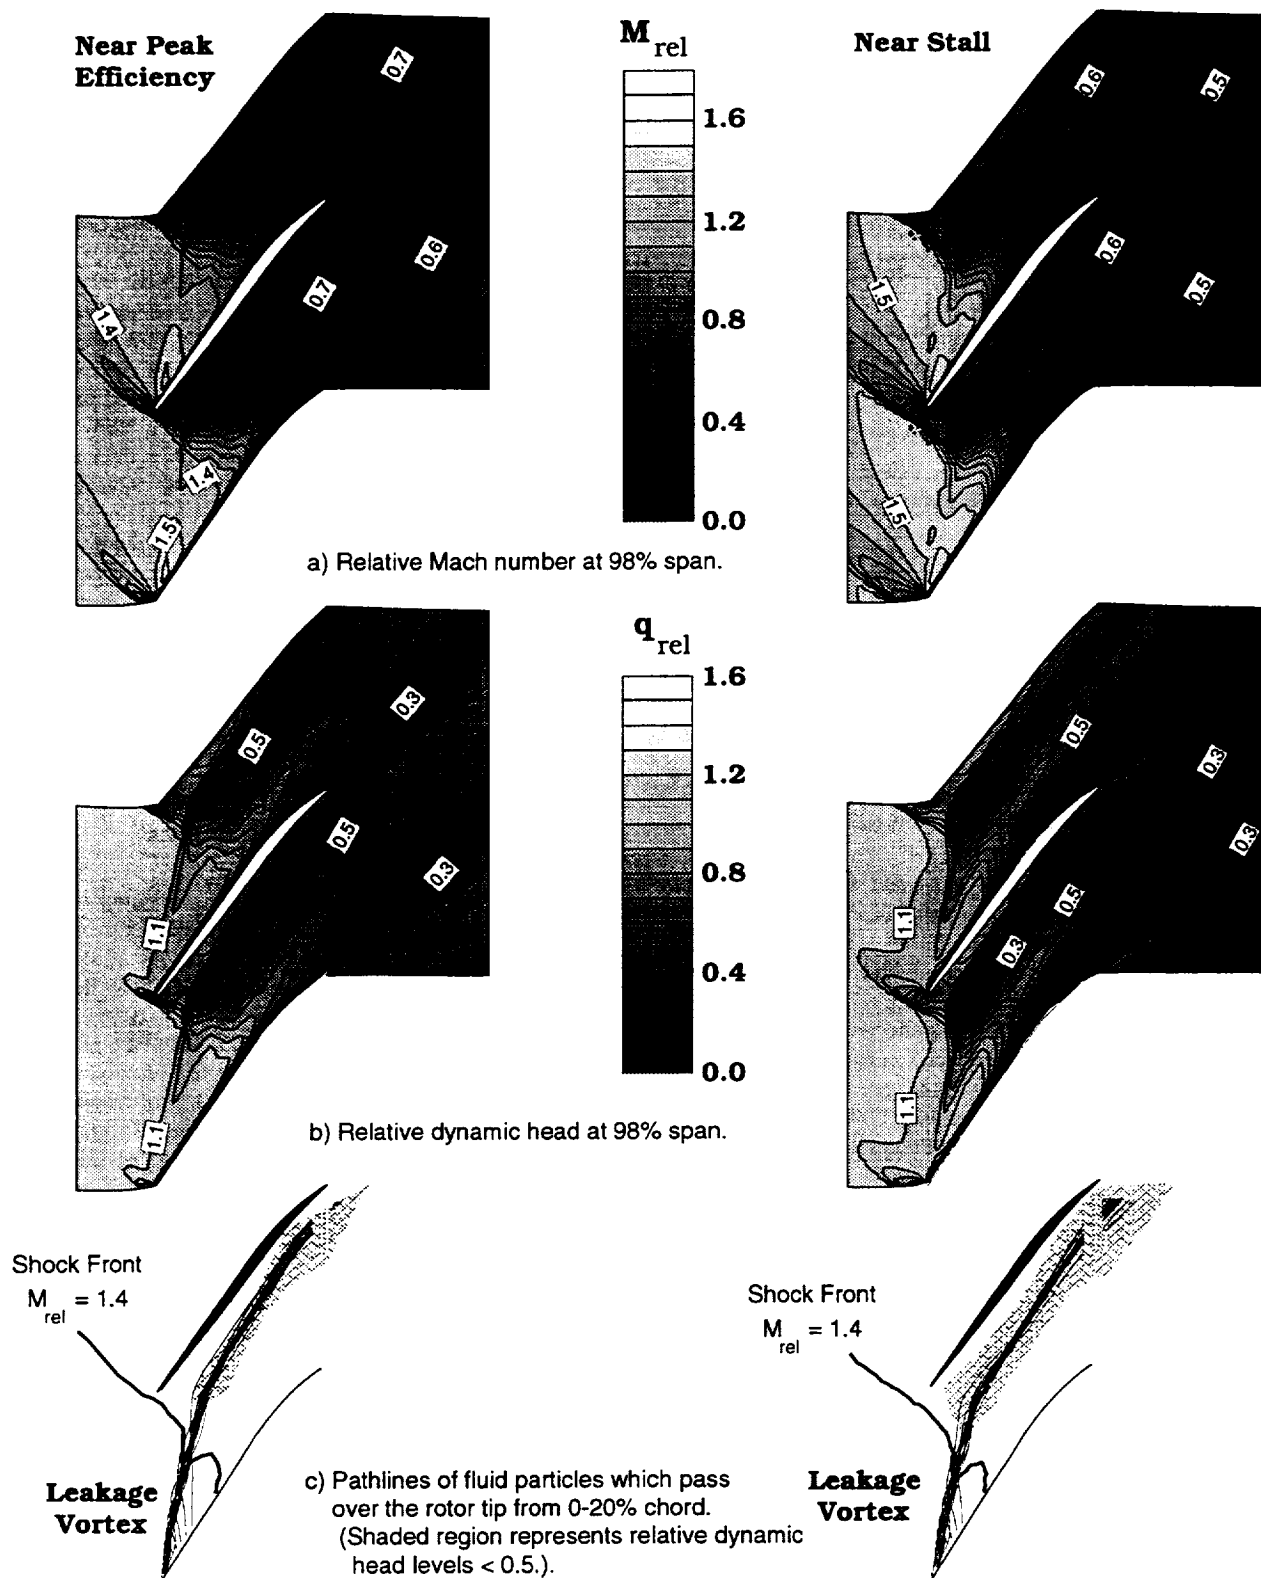 Near Peak
Efficiency
M rel
Near Stall
0.7
0.6
0.5
1.6
1.2
0.8
0.4
0.0
0.6
0.7
1.4
1.4
1.5
0.6
0.5
1.5
1.5
a) Relative Mach number at 98% span.
q rel
1.6
1.2
0.8
0.4
0.0
0.3
0.5
0.5
0.3
1.1
1.1
0.5
0.3
0.3
0.5
0.3
1.1
1.1
b) Relative dynamic head at 98% span.
Shock Front
M rel = 1.4
Shock Front
M rel = 1.4
Leakage
Vortex
c) Pathlines of fluid particles which pass
over the rotor tip from 0-20% chord.
(Shaded region represents relative dynamic
head levels < 0.5.).
Leakage
Vortex